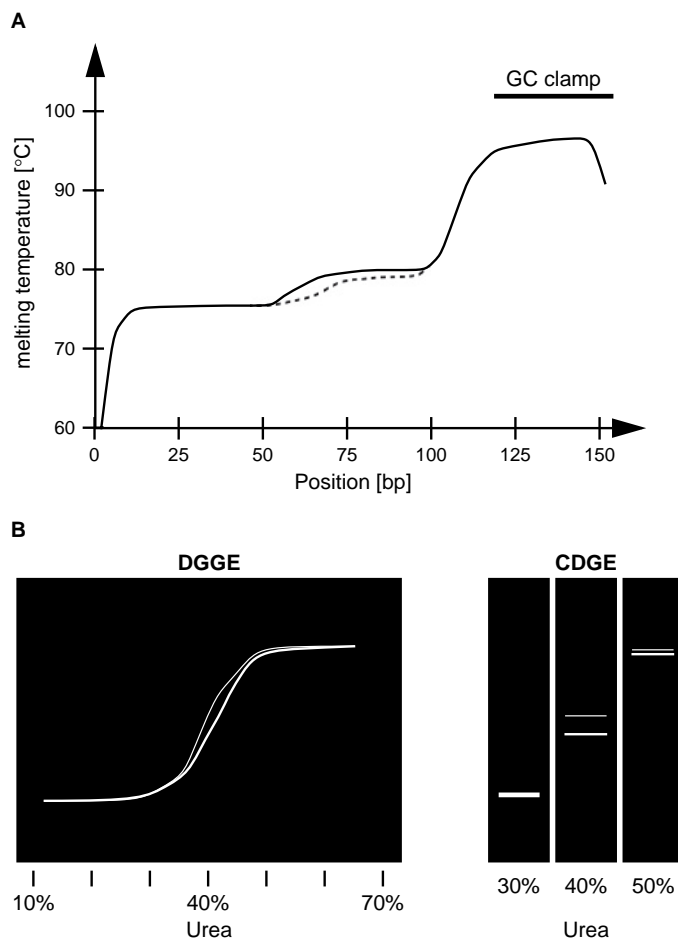 A
GC clamp
melting temperature [°C]
100
90
80
70
60
0 25 50 75 100 125 150
Position [bp]
B
DGGE CDGE
10% 40% 70%
Urea
30% 40% 50%
Urea